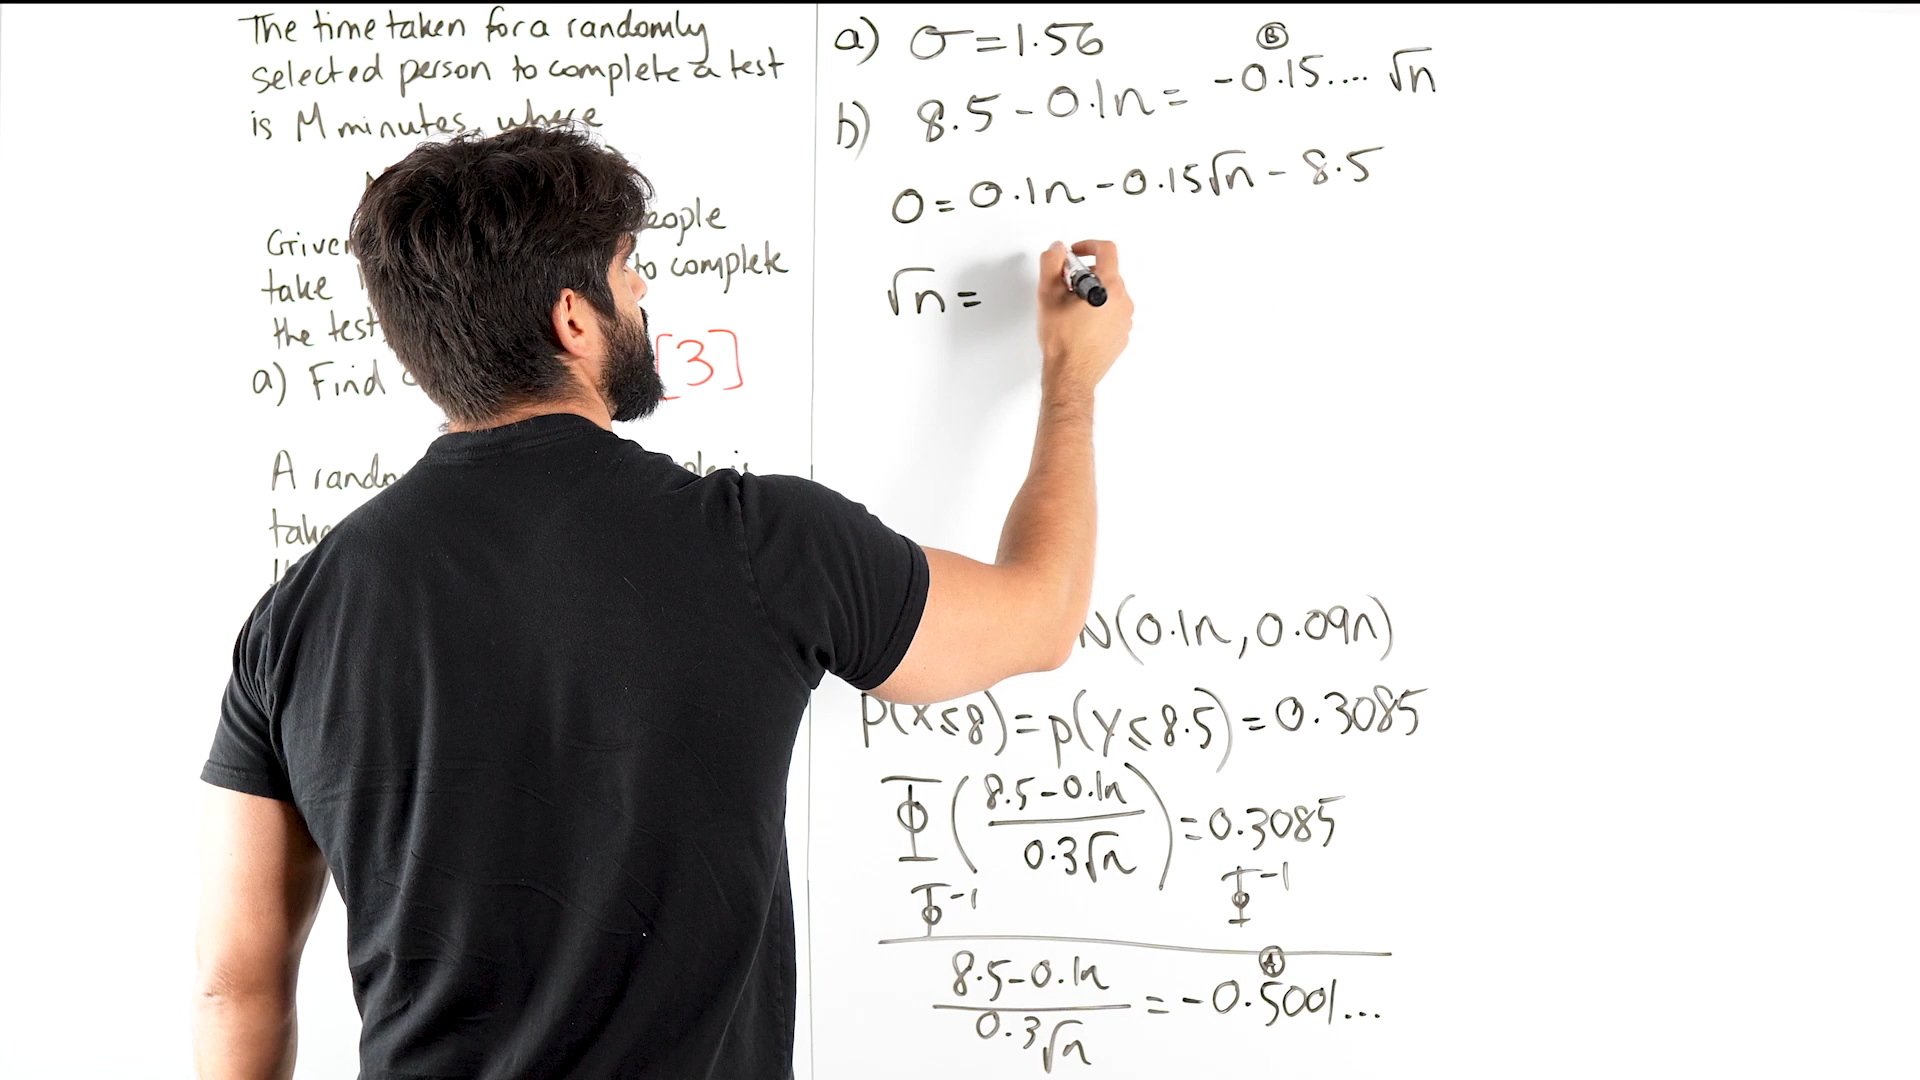 The time taken for a randomly
selected person to complete a test
is M minutes, where
people
take to complete
the test
a) Find [3]
A
take
a) σ = 1.56
Ⓑ
b) 8.5 - 0.1n = -0.15.... √n
0 = 0.1n - 0.15√n - 8.5
√n =
N(0.1n, 0.09n)
P(X ≤ 8) = P(Y ≤ 8.5) = 0.3085
Φ((8.5 - 0.1n)/(0.3√n)) = 0.3085
Φ⁻¹ Φ⁻¹
Ⓐ
(8.5 - 0.1n)/(0.3√n) = -0.5001...